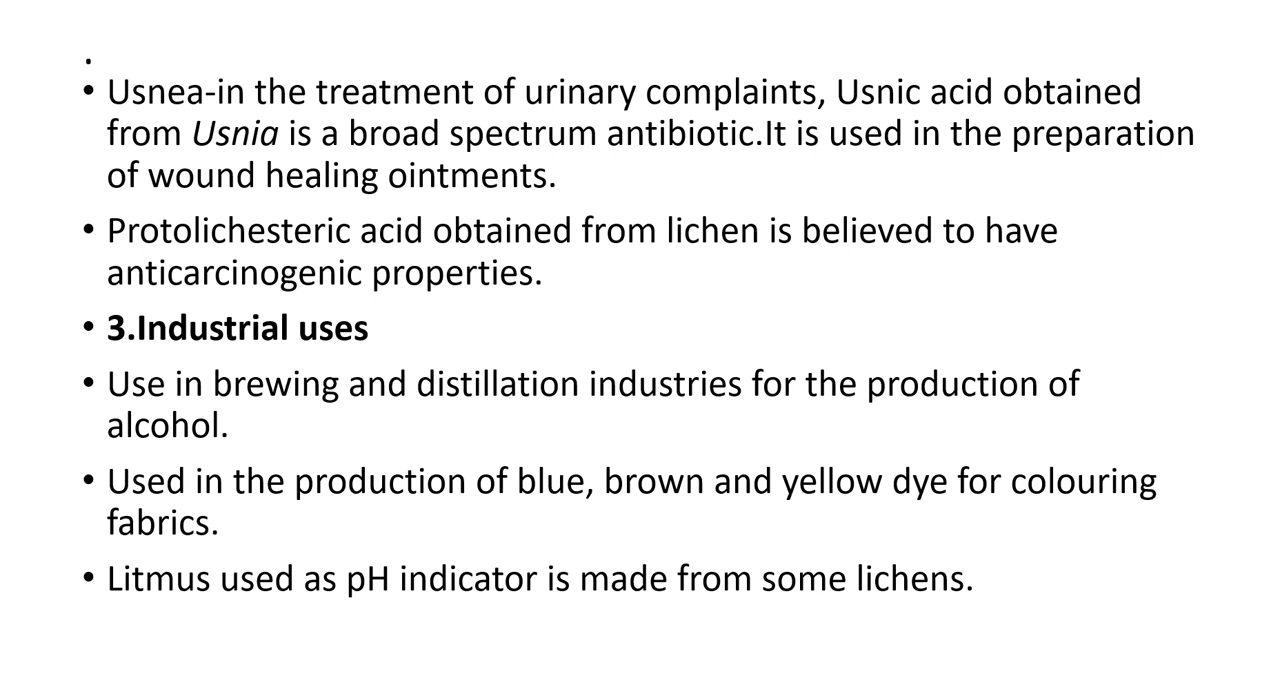 .
• Usnea-in the treatment of urinary complaints, Usnic acid obtained
from Usnia is a broad spectrum antibiotic.It is used in the preparation
of wound healing ointments.
• Protolichesteric acid obtained from lichen is believed to have
anticarcinogenic properties.
• 3.Industrial uses
• Use in brewing and distillation industries for the production of
alcohol.
• Used in the production of blue, brown and yellow dye for colouring
fabrics.
• Litmus used as pH indicator is made from some lichens.